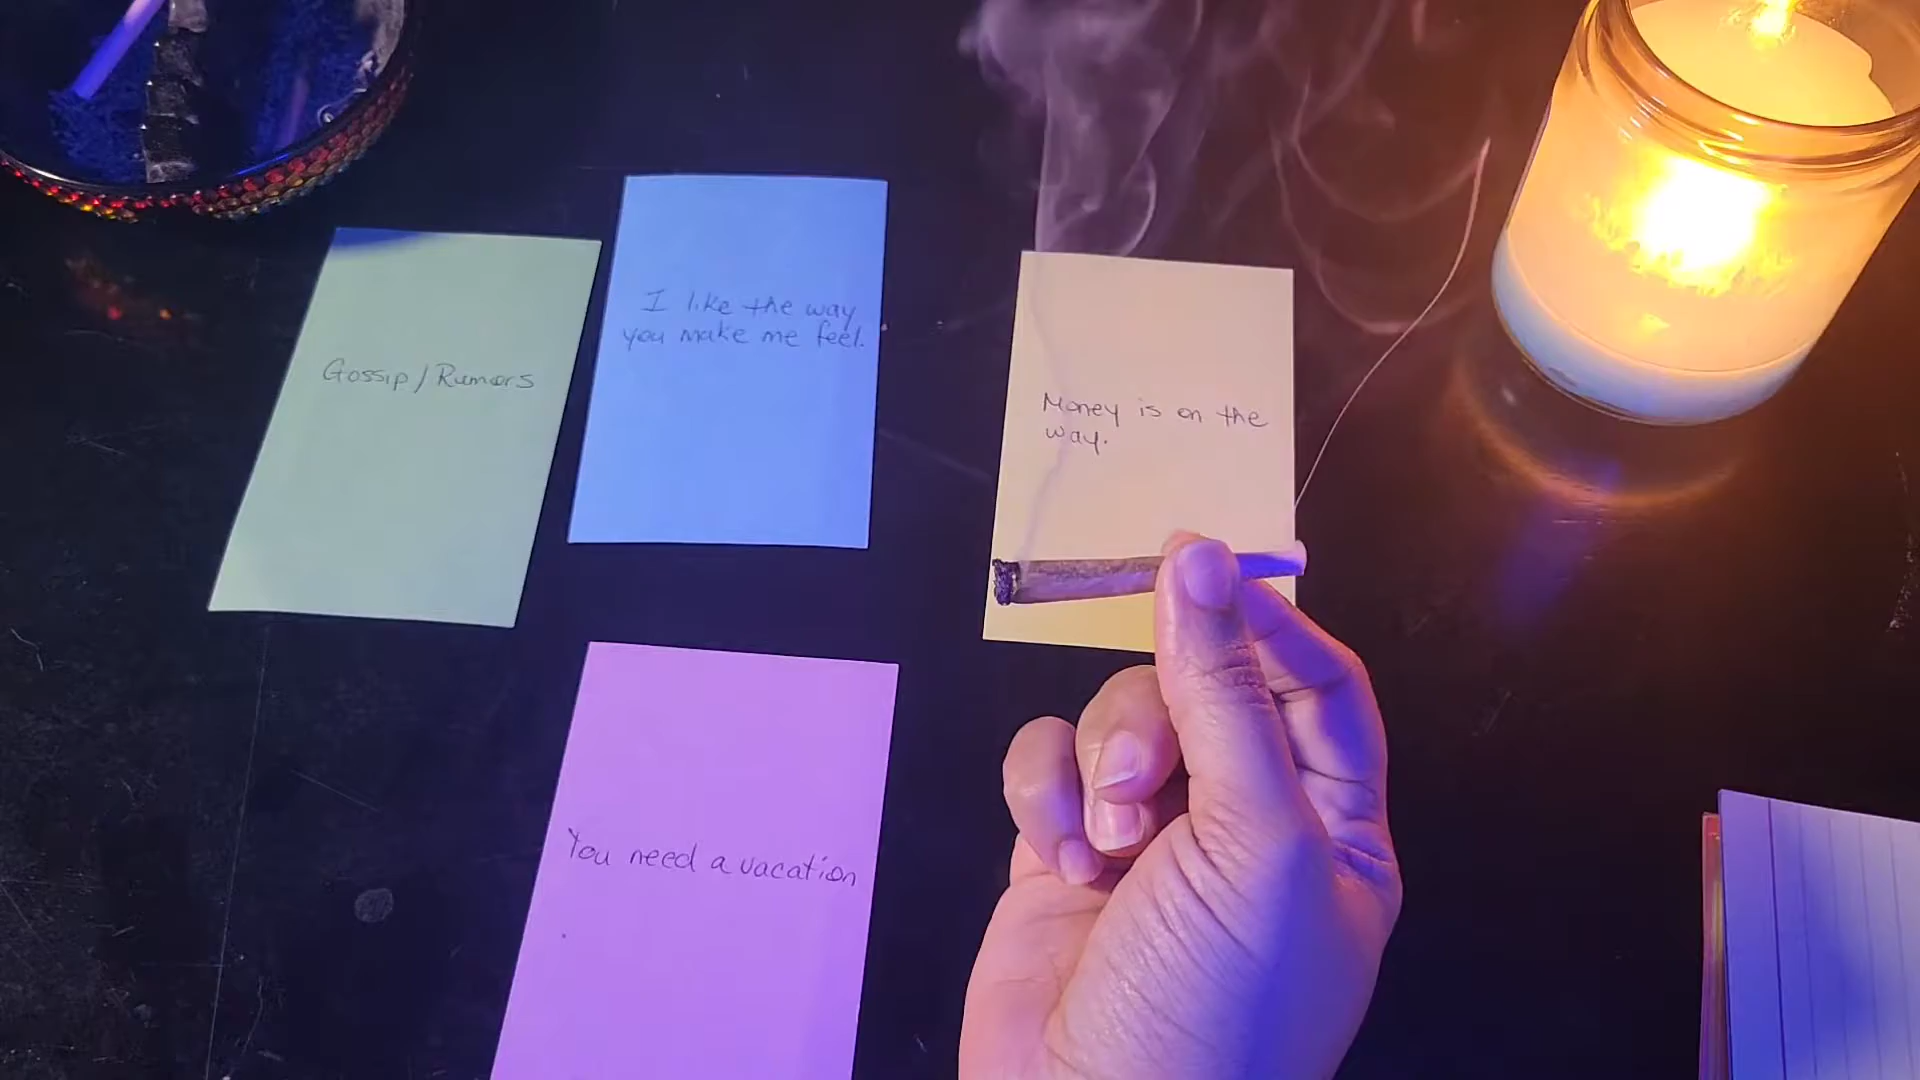 Gossip/Rumors
I like the way
you make me feel.
Money is on the
way.
You need a vacation